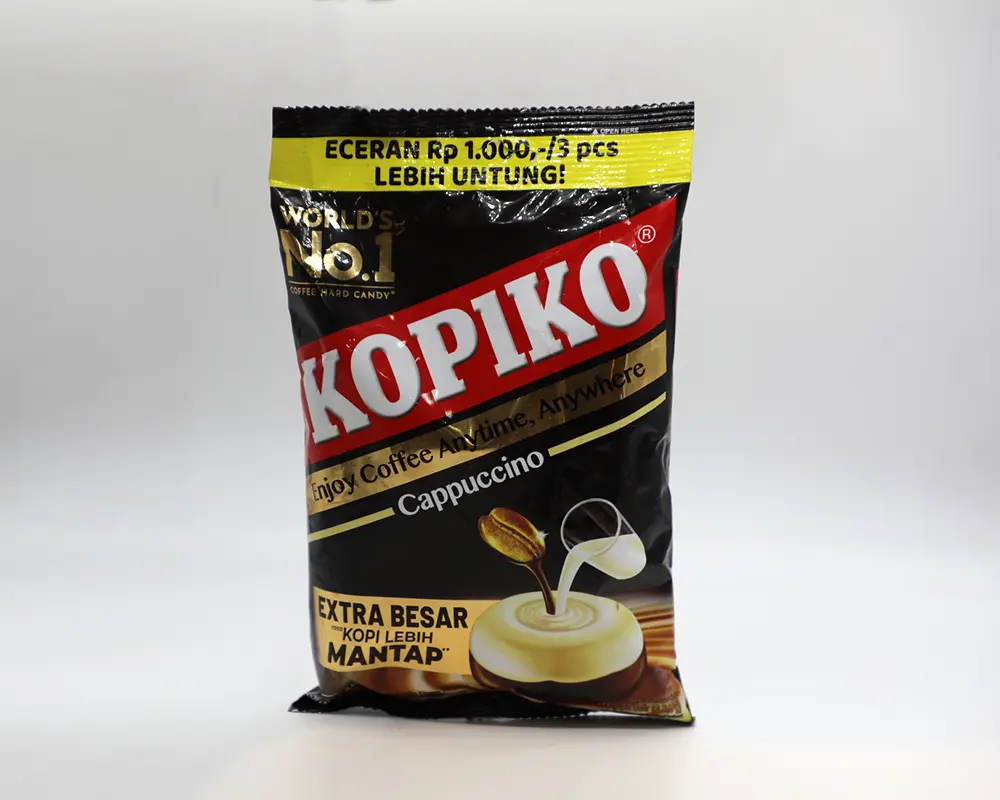 ▲ OPEN HERE
ECERAN Rp 1.000,-/3 pcs
LEBIH UNTUNG!
WORLD'S
No.1
COFFEE HARD CANDY*
KOPIKO®
Enjoy Coffee Anytime, Anywhere
Cappuccino
EXTRA BESAR
KOPI LEBIH
MANTAP**